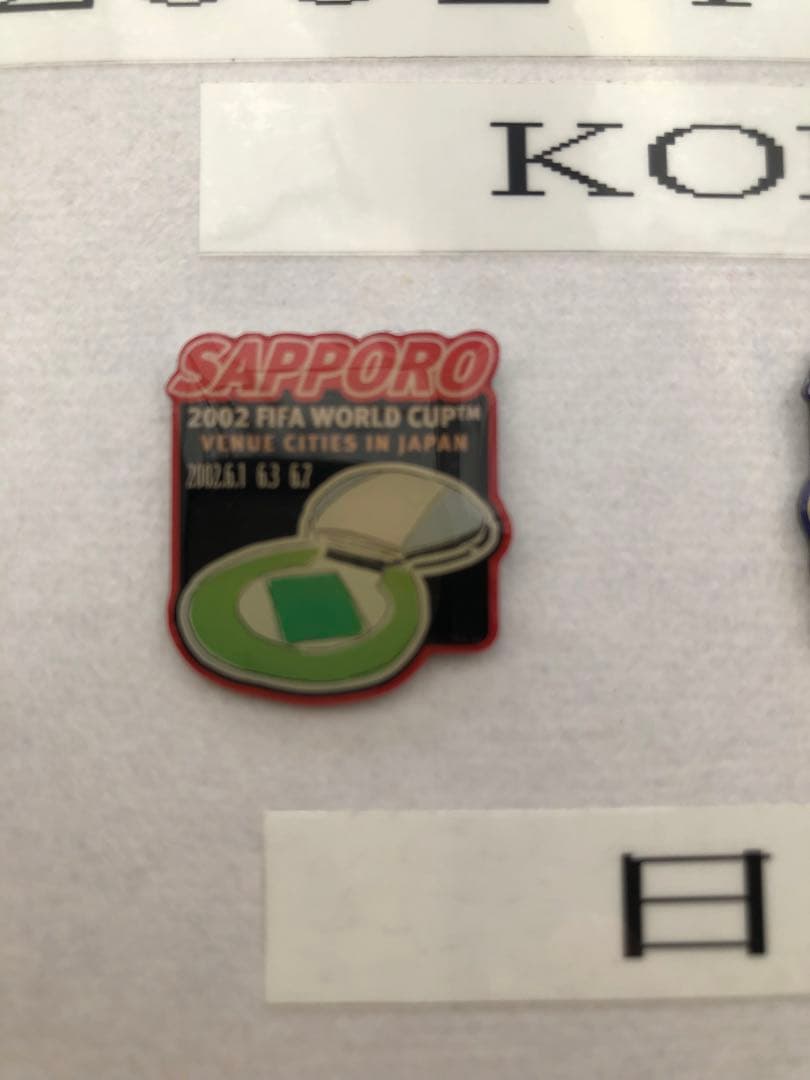 KO
SAPPORO
2002 FIFA WORLD CUP™
VENUE CITIES IN JAPAN
2002.6.1 6.3 6.7
日